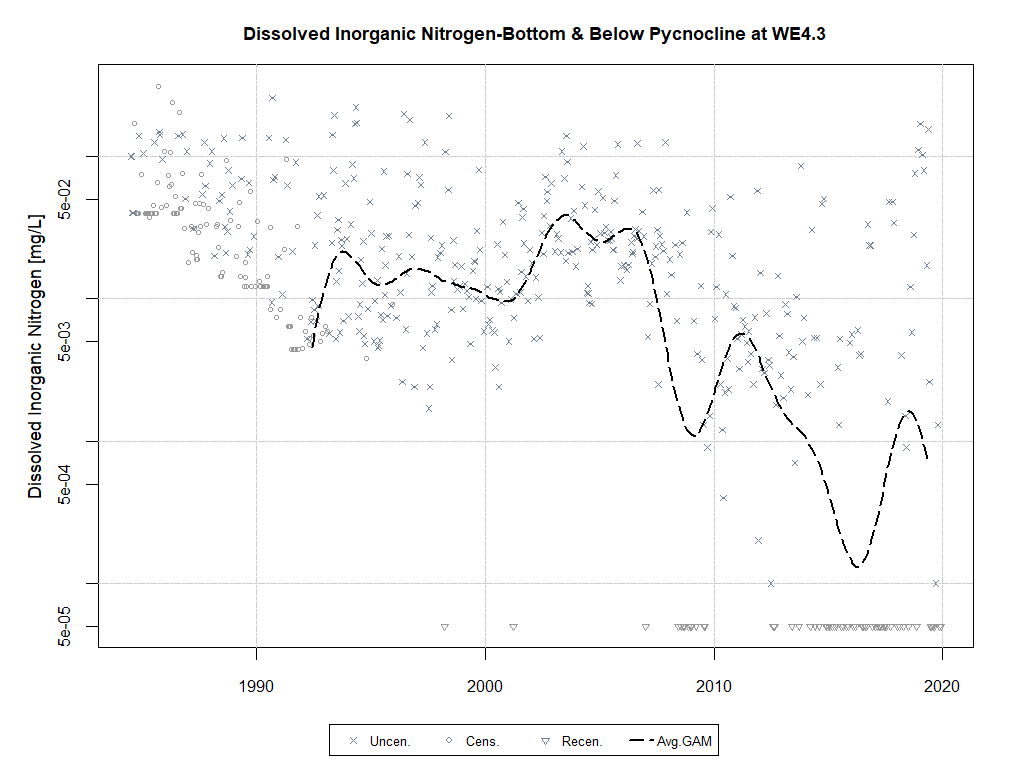 Dissolved Inorganic Nitrogen-Bottom & Below Pycnocline at WE4.3
Dissolved Inorganic Nitrogen [mg/L]
5e-02
5e-03
5e-04
5e-05
1990 2000 2010 2020
Uncen. Cens. Recen. Avg.GAM